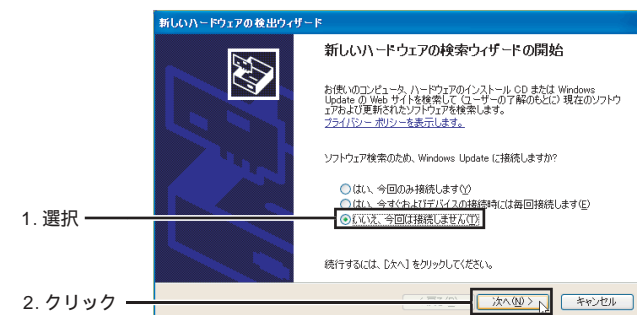 新しいハードウェアの検出ウィザード
新しいハードウェアの検索ウィザードの開始
お使いのコンピュータ、ハードウェアのインストール CD または Windows
Update の Web サイトを検索して (ユーザーの了解のもとに) 現在のソフトウ
ェアおよび更新されたソフトウェアを検索します。
プライバシー ポリシーを表示します。
ソフトウェア検索のため、Windows Update に接続しますか?
はい、今回のみ接続します(Y)
はい、今すぐおよびデバイスの接続時には毎回接続します(E)
1. 選択
いいえ、今回は接続しません(T)
続行するには、[次へ] をクリックしてください。
2. クリック
< 戻る(B)
次へ(N) >
キャンセル